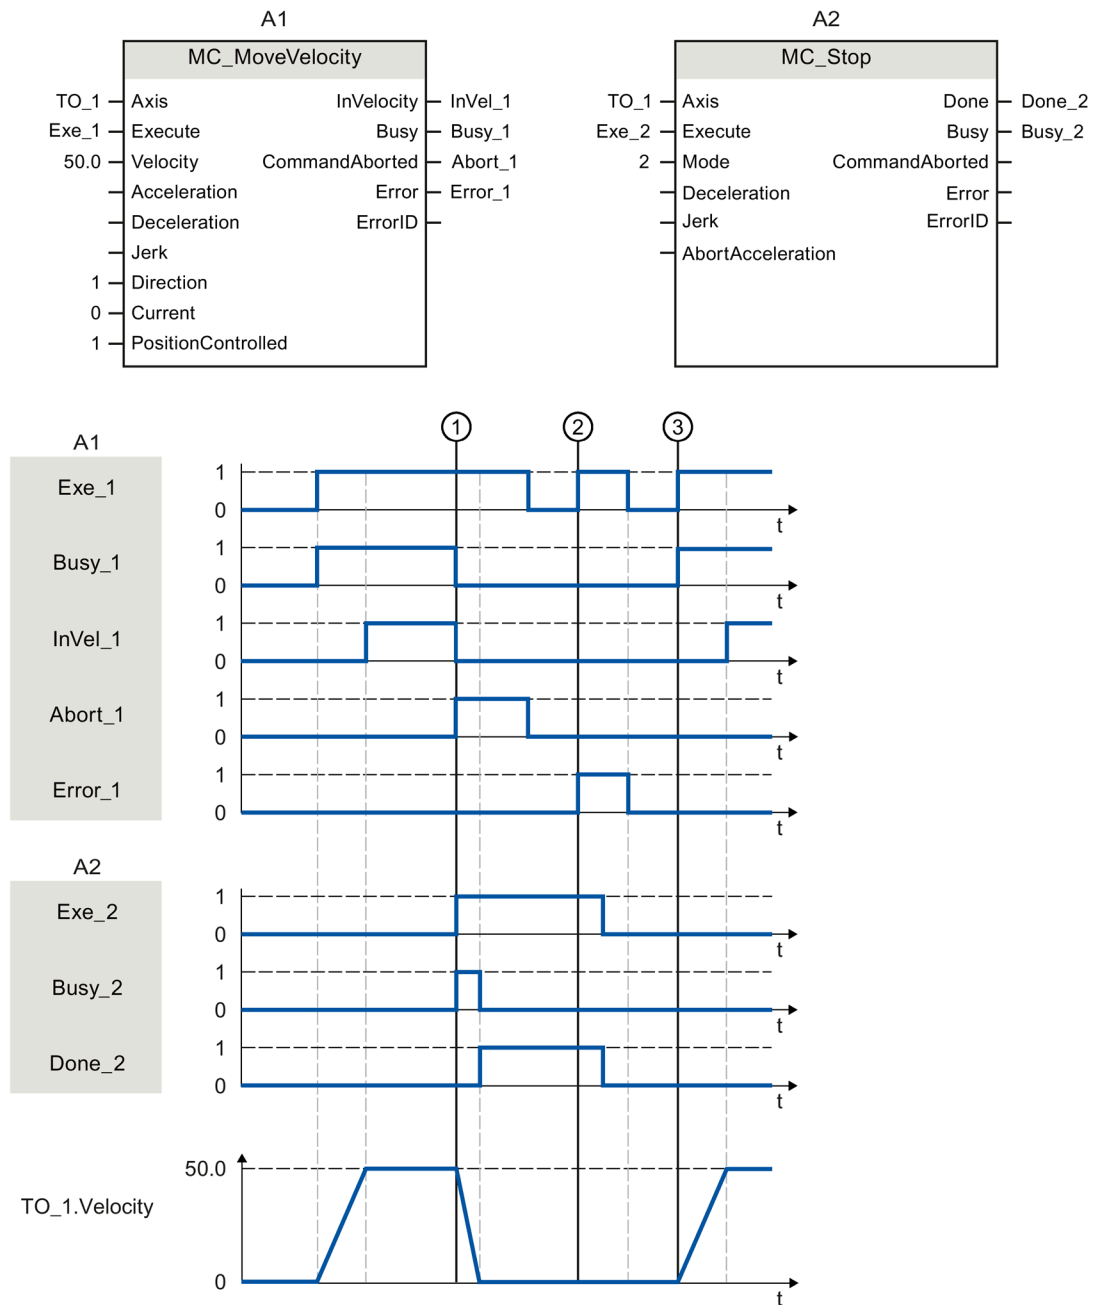 A1
A2
MC_MoveVelocity
MC_Stop
TO_1
Axis
InVelocity
InVel_1
Exe_1
Execute
Busy
Busy_1
50.0
Velocity
CommandAborted
Abort_1
Acceleration
Error
Error_1
Deceleration
ErrorID
Jerk
1
Direction
0
Current
1
PositionControlled
TO_1
Axis
Done
Done_2
Exe_2
Execute
Busy
Busy_2
2
Mode
CommandAborted
Deceleration
Error
Jerk
ErrorID
AbortAcceleration
1
2
3
A1
Exe_1
1
0
t
Busy_1
1
0
t
InVel_1
1
0
t
Abort_1
1
0
t
Error_1
1
0
t
A2
Exe_2
1
0
t
Busy_2
1
0
t
Done_2
1
0
t
50.0
TO_1.Velocity
0
t